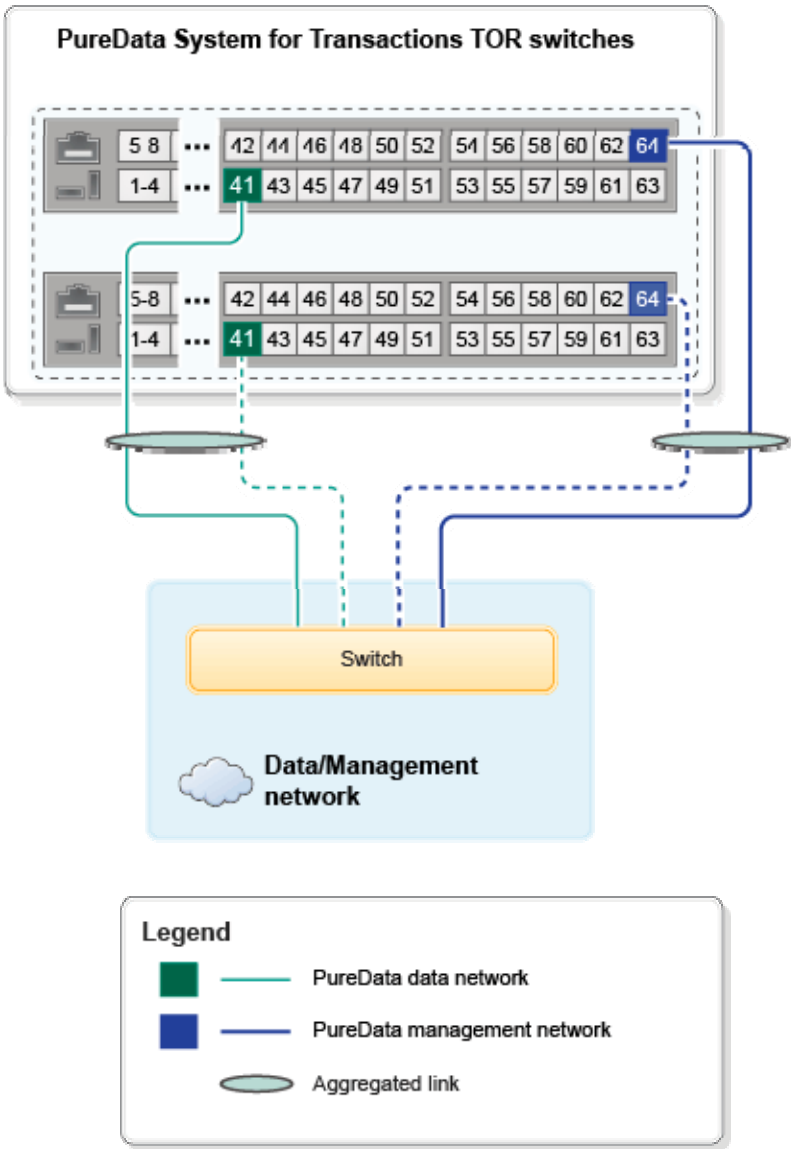 PureData System for Transactions TOR switches
5 8 ... 42 44 46 48 50 52 54 56 58 60 62 64
1-4 ... 41 43 45 47 49 51 53 55 57 59 61 63
5-8 ... 42 44 46 48 50 52 54 56 58 60 62 64
1-4 ... 41 43 45 47 49 51 53 55 57 59 61 63
Switch
Data/Management
network
Legend
PureData data network
PureData management network
Aggregated link